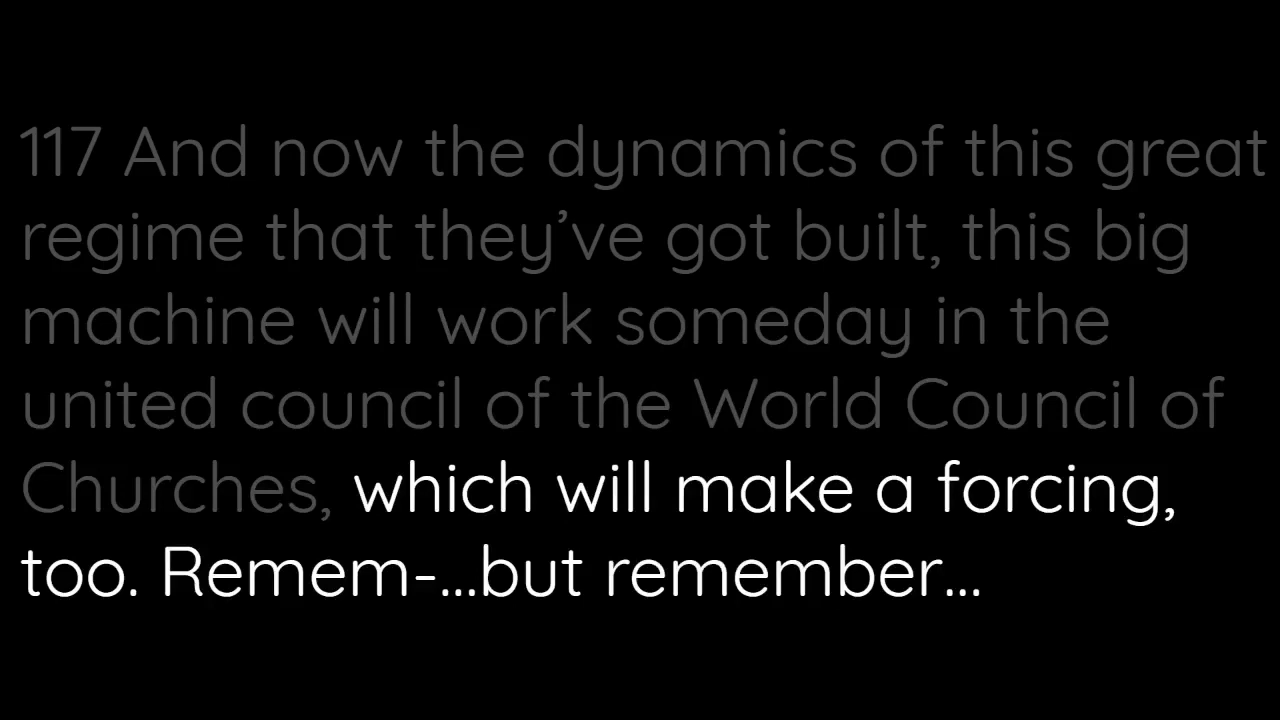 117 And now the dynamics of this great
regime that they’ve got built, this big
machine will work someday in the
united council of the World Council of
Churches, which will make a forcing,
too. Remem-...but remember...